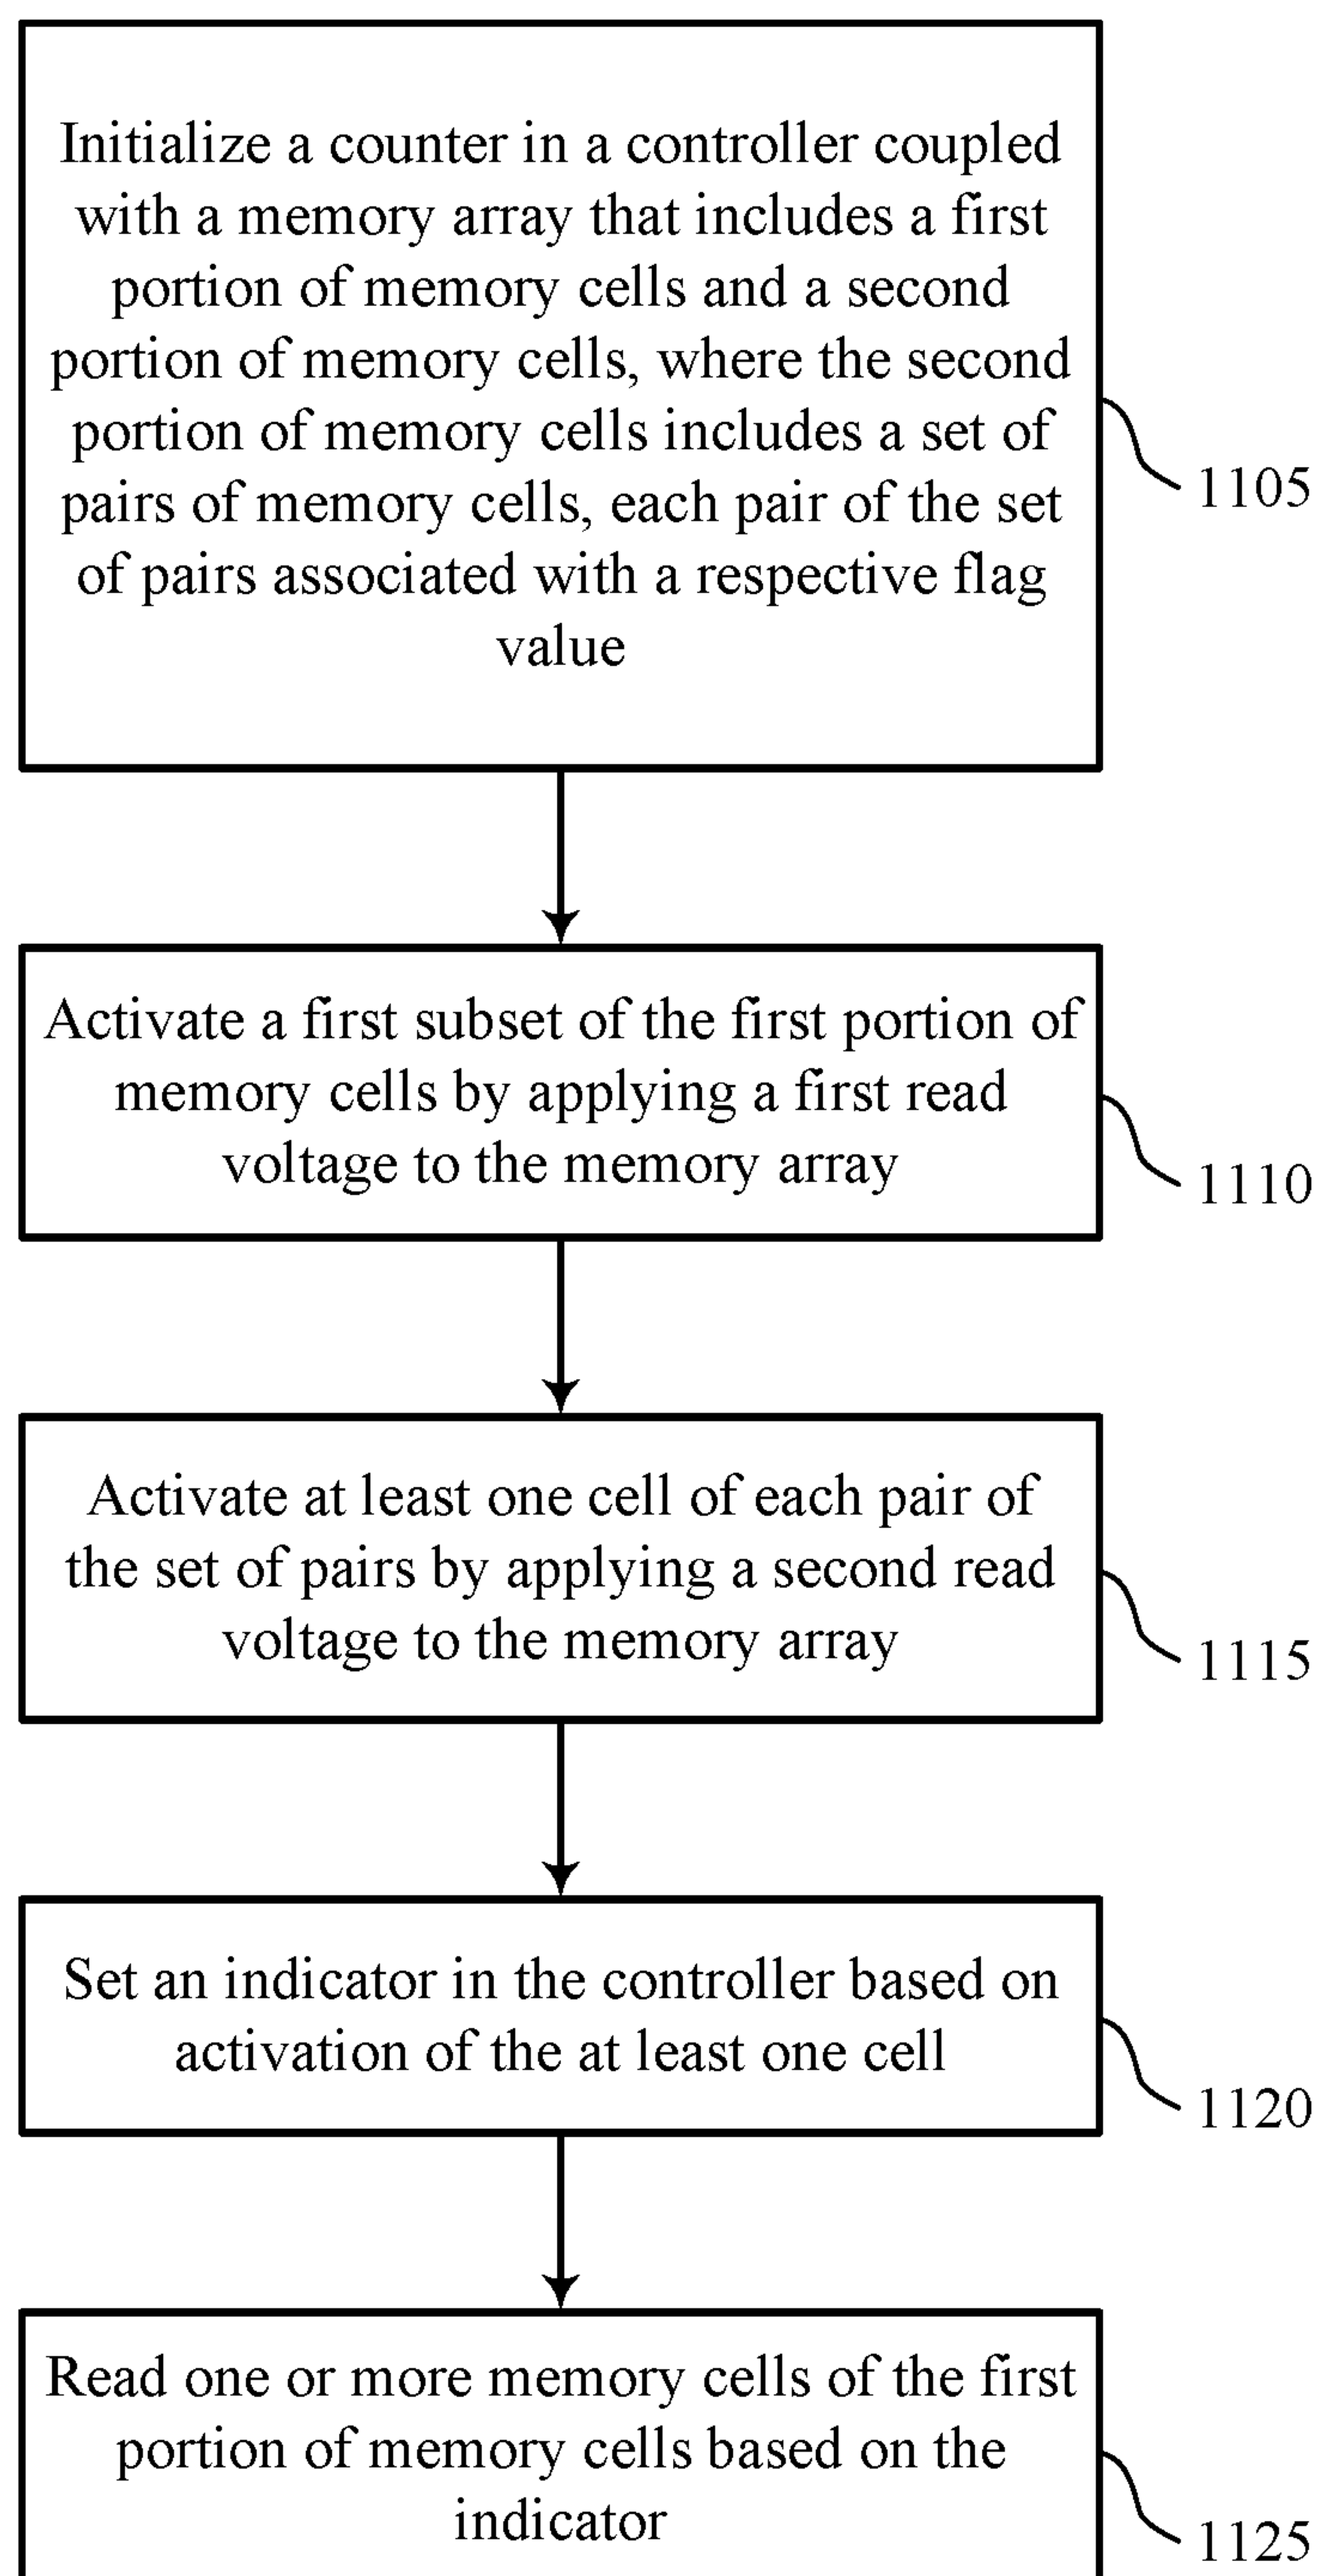 Initialize a counter in a controller coupled
with a memory array that includes a first
portion of memory cells and a second
portion of memory cells, where the second
portion of memory cells includes a set of
pairs of memory cells, each pair of the set
of pairs associated with a respective flag
value
1105
Activate a first subset of the first portion of
memory cells by applying a first read
voltage to the memory array
1110
Activate at least one cell of each pair of
the set of pairs by applying a second read
voltage to the memory array
1115
Set an indicator in the controller based on
activation of the at least one cell
1120
Read one or more memory cells of the first
portion of memory cells based on the
indicator
1125